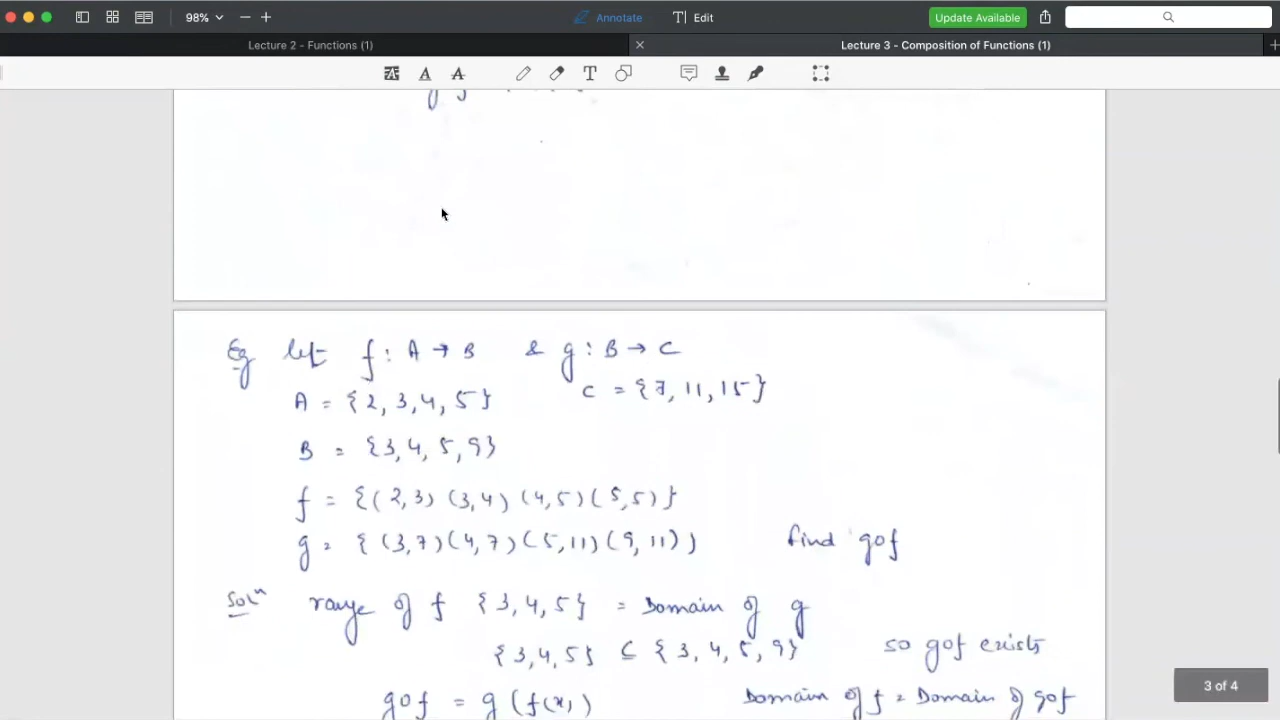 98%
Annotate
Edit
Update Available
Lecture 2 - Functions (1)
Lecture 3 - Composition of Functions (1)
Eg let f : A → B & g : B → C
A = {2, 3, 4, 5} C = {7, 11, 15}
B = {3, 4, 5, 9}
f = {(2,3) (3,4) (4,5) (5,5)}
g = {(3,7) (4,7) (5,11) (9,11)} find gof
Solⁿ range of f {3,4,5} = Domain of g
{3,4,5} ⊆ {3,4,5,9} so gof exists
gof = g(f(x)) Domain of f = Domain of gof
3 of 4